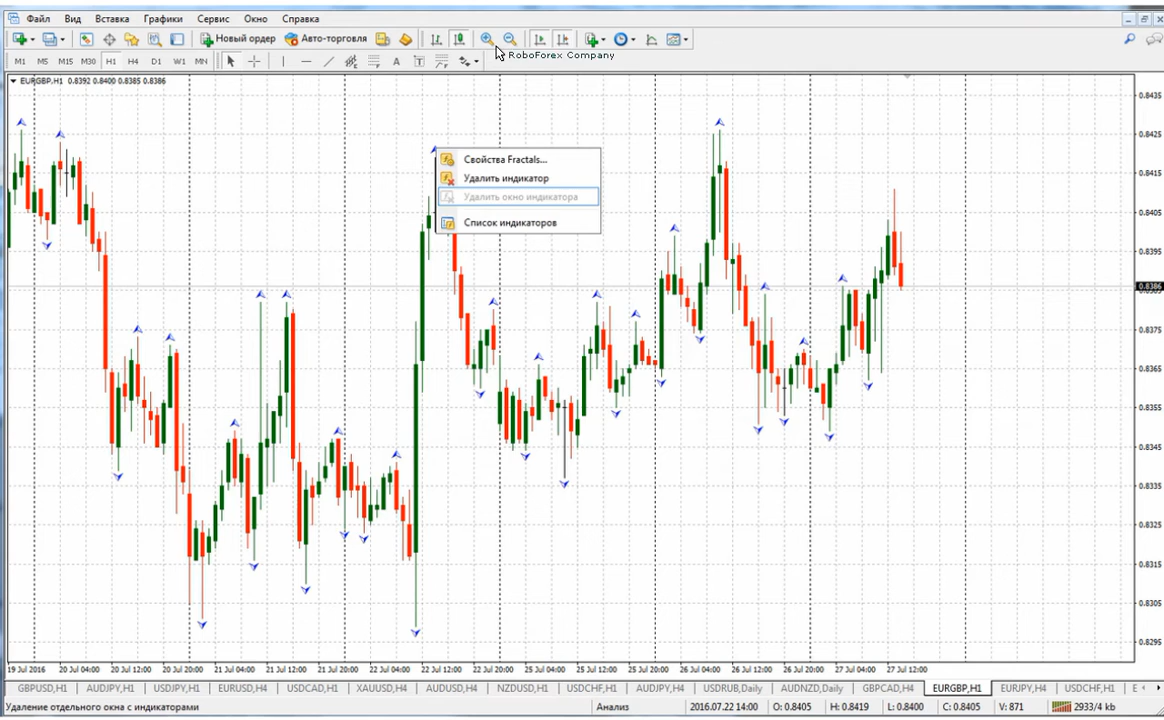 Файл Вид Вставка Графики Сервис Окно Справка
Новый ордер Авто-торговля
RoboForex Company
M1 M5 M15 M30 H1 H4 D1 W1 MN A T
EURGBP,H1 0.8392 0.8400 0.8385 0.8386
0.8435
0.8425
0.8415
0.8405
0.8395
0.8386
0.8385
0.8375
0.8365
0.8355
0.8345
0.8335
0.8325
0.8315
0.8305
0.8295
Свойства Fractals...
Удалить индикатор
Удалить окно индикатора
Список индикаторов
19 Jul 2016 20 Jul 04:00 20 Jul 12:00 20 Jul 20:00 21 Jul 04:00 21 Jul 12:00 21 Jul 20:00 22 Jul 04:00 22 Jul 12:00 22 Jul 20:00 25 Jul 04:00 25 Jul 12:00 25 Jul 20:00 26 Jul 04:00 26 Jul 12:00 26 Jul 20:00 27 Jul 04:00 27 Jul 12:00
GBPUSD,H1 AUDJPY,H1 USDJPY,H1 EURUSD,H4 USDCAD,H1 XAUUSD,H4 AUDUSD,H4 NZDUSD,H1 USDCHF,H1 AUDJPY,H4 USDRUB,Daily AUDNZD,Daily GBPCAD,H4 EURGBP,H1 EURJPY,H4 USDCHF,H1 E
Удаление отдельного окна с индикаторами Анализ 2016.07.22 14:00 O: 0.8405 H: 0.8419 L: 0.8400 C: 0.8405 V: 871 2933/4 kb